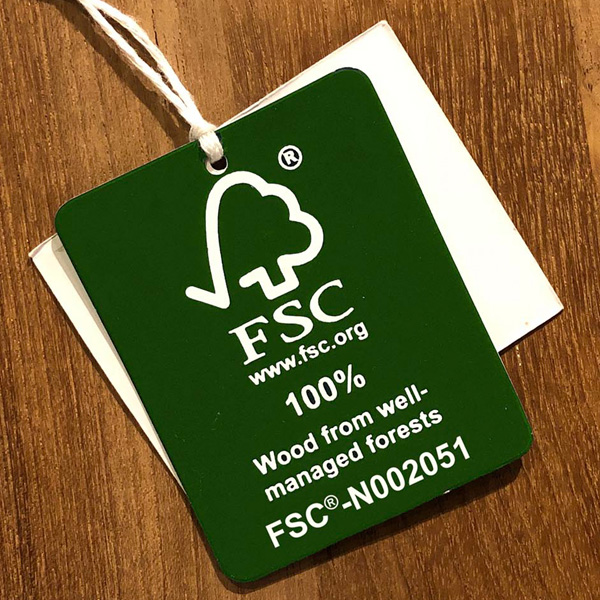 ®
FSC
www.fsc.org
100%
Wood from well-
managed forests
FSC®-N002051